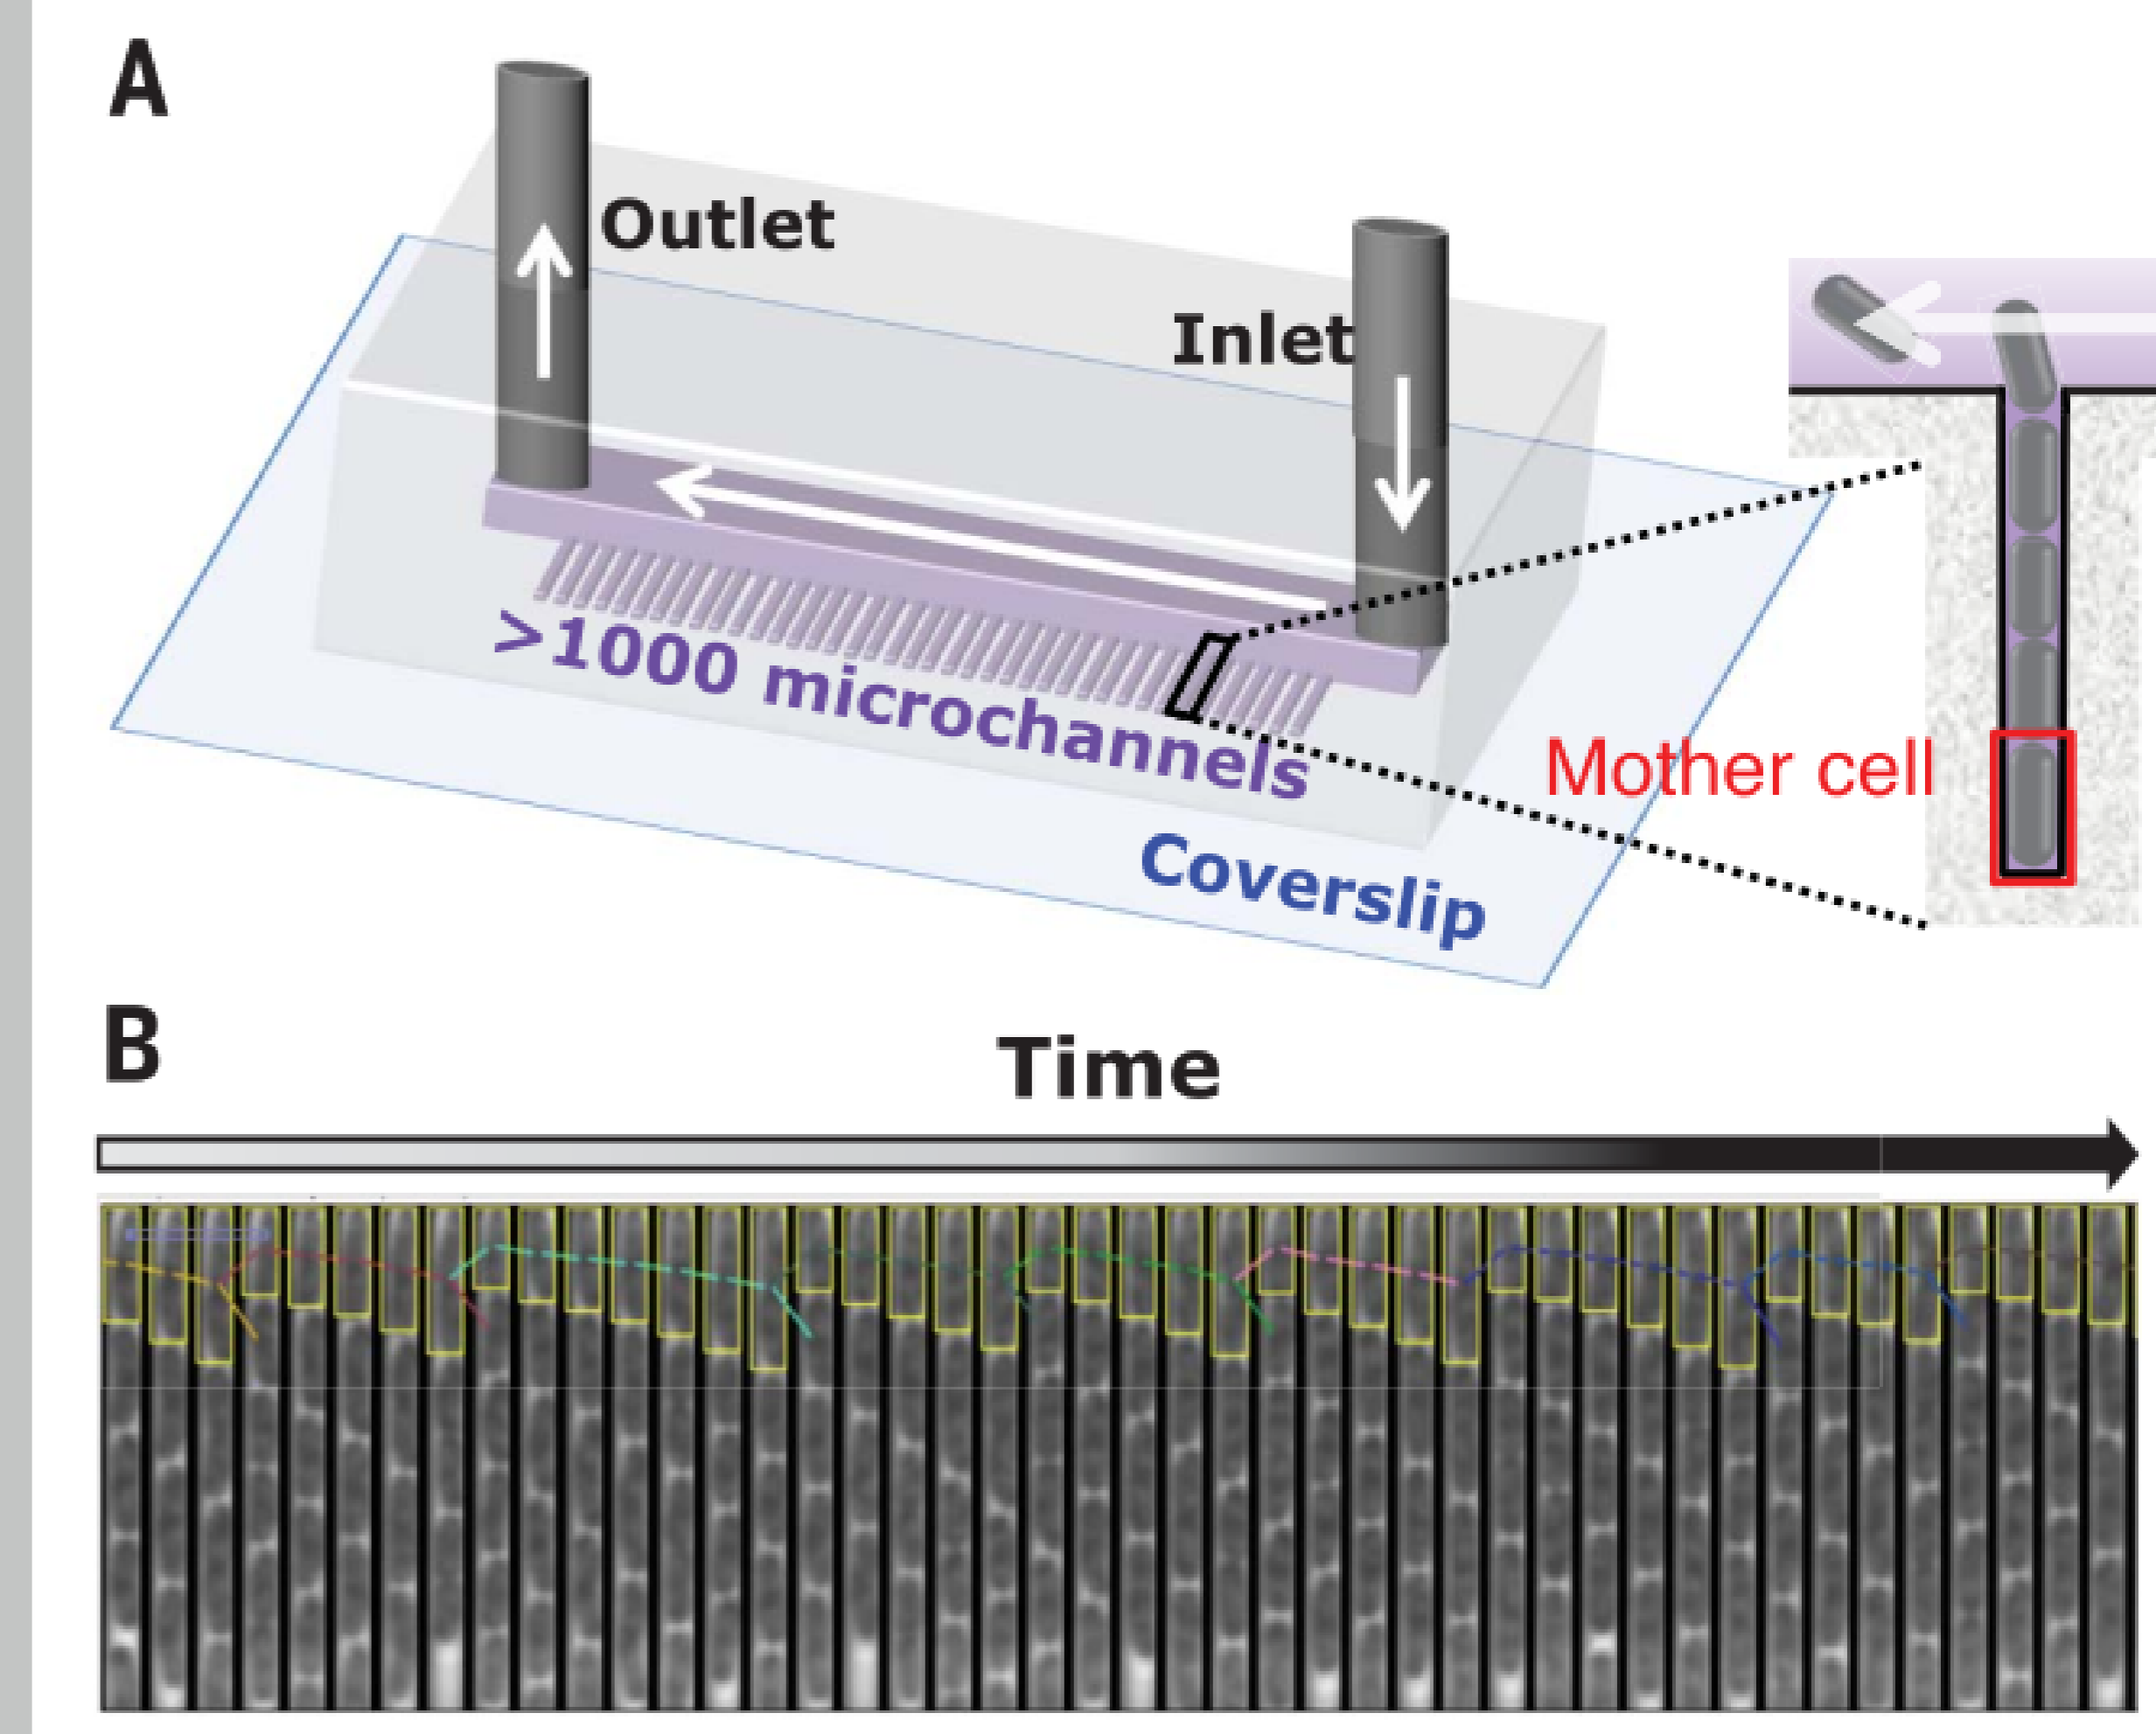 A
Outlet
Inlet
>1000 microchannels
Mother cell
Coverslip
B
Time